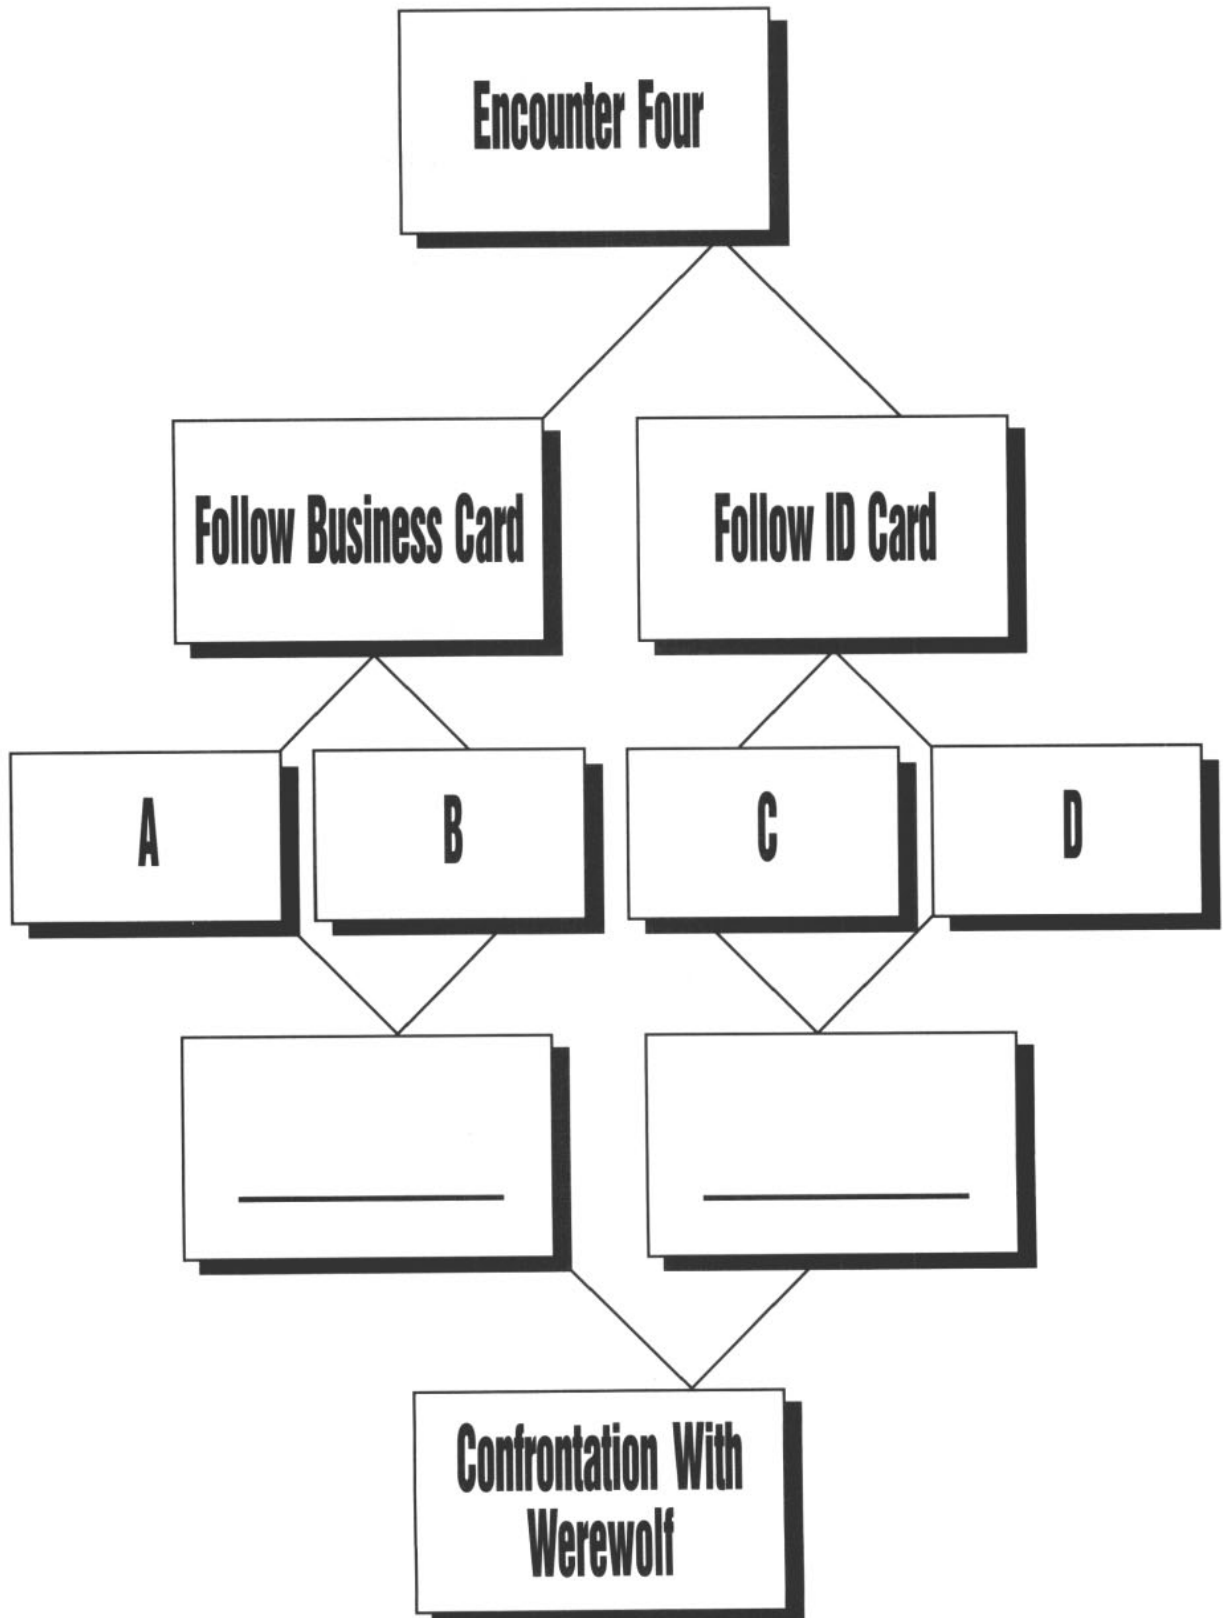 Encounter Four
Follow Business Card
Follow ID Card
A
B
C
D
Confrontation With
Werewolf